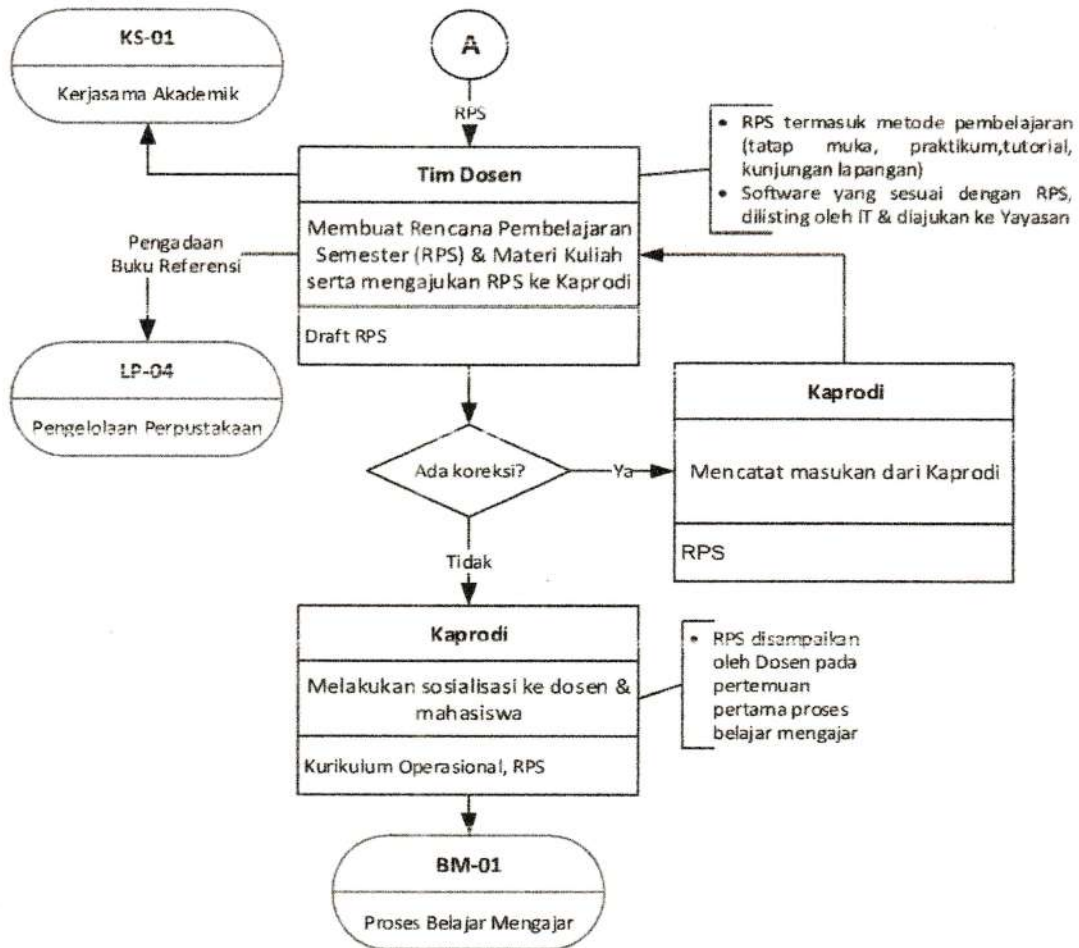 KS-01
Kerjasama Akademik
A
RPS
• RPS termasuk metode pembelajaran
(tatap muka, praktikum,tutorial,
kunjungan lapangan)
• Software yang sesuai dengan RPS,
dilisting oleh IT & diajukan ke Yayasan
Tim Dosen
Membuat Rencana Pembelajaran
Semester (RPS) & Materi Kuliah
serta mengajukan RPS ke Kaprodi
Draft RPS
Pengadaan
Buku Referensi
LP-04
Pengelolaan Perpustakaan
Ada koreksi?
Ya
Kaprodi
Mencatat masukan dari Kaprodi
RPS
Tidak
Kaprodi
Melakukan sosialisasi ke dosen &
mahasiswa
Kurikulum Operasional, RPS
• RPS disampaikan
oleh Dosen pada
pertemuan
pertama proses
belajar mengajar
BM-01
Proses Belajar Mengajar